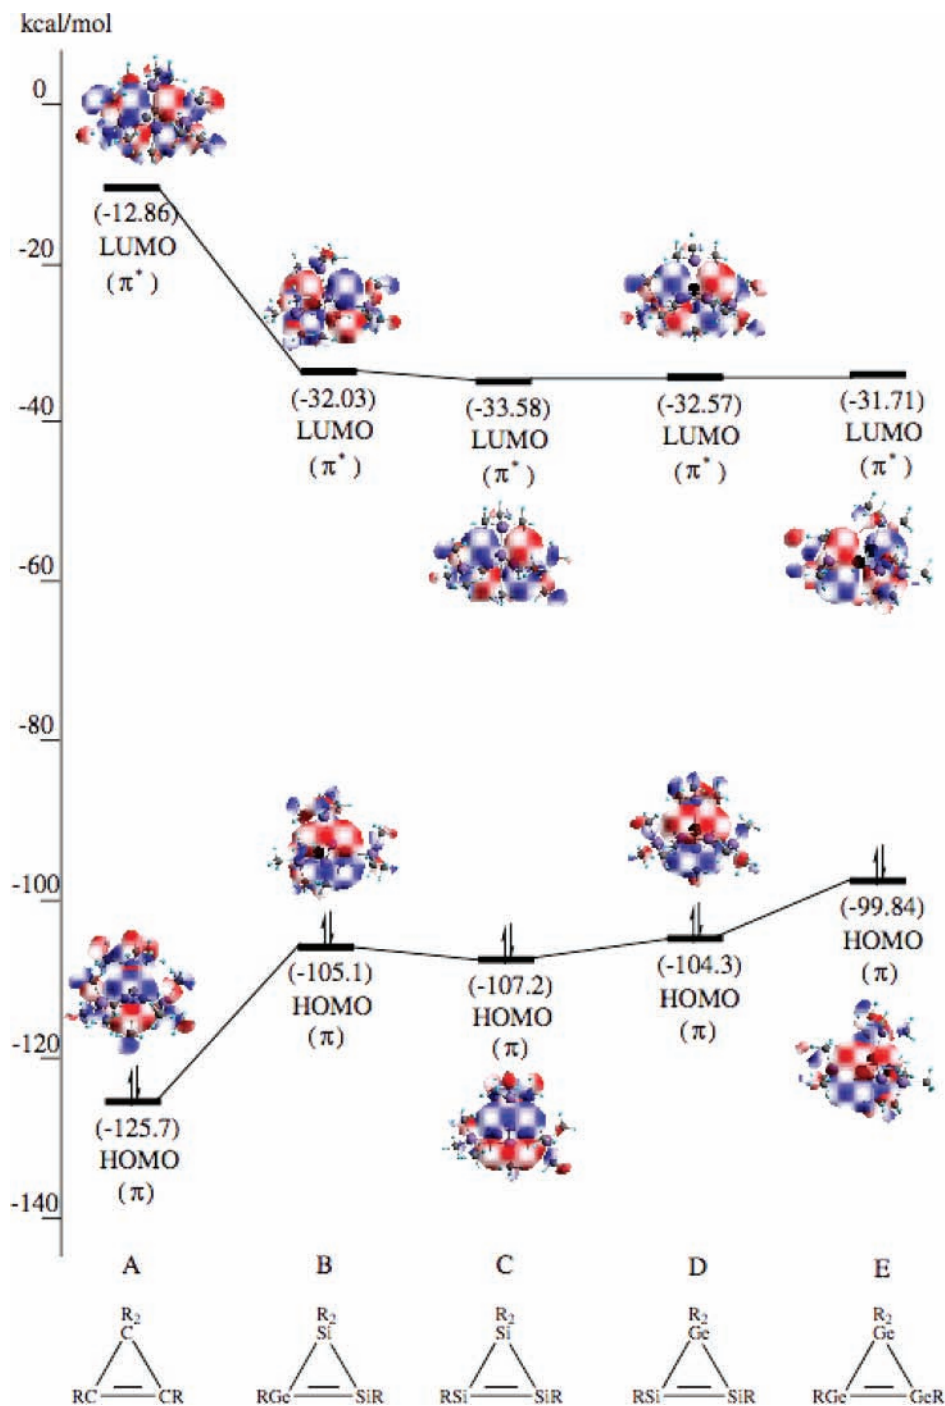 kcal/mol
0
(-12.86)
LUMO
(π*)
-20
(-32.03)
LUMO
(π*)
(-33.58)
LUMO
(π*)
(-32.57)
LUMO
(π*)
(-31.71)
LUMO
(π*)
-40
-60
-80
-100
(-105.1)
HOMO
(π)
(-107.2)
HOMO
(π)
(-104.3)
HOMO
(π)
(-99.84)
HOMO
(π)
-120
(-125.7)
HOMO
(π)
-140
A B C D E
R2 R2 R2 R2 R2
C Si Si Ge Ge
RC CR RGe SiR RSi SiR RSi SiR RGe GeR